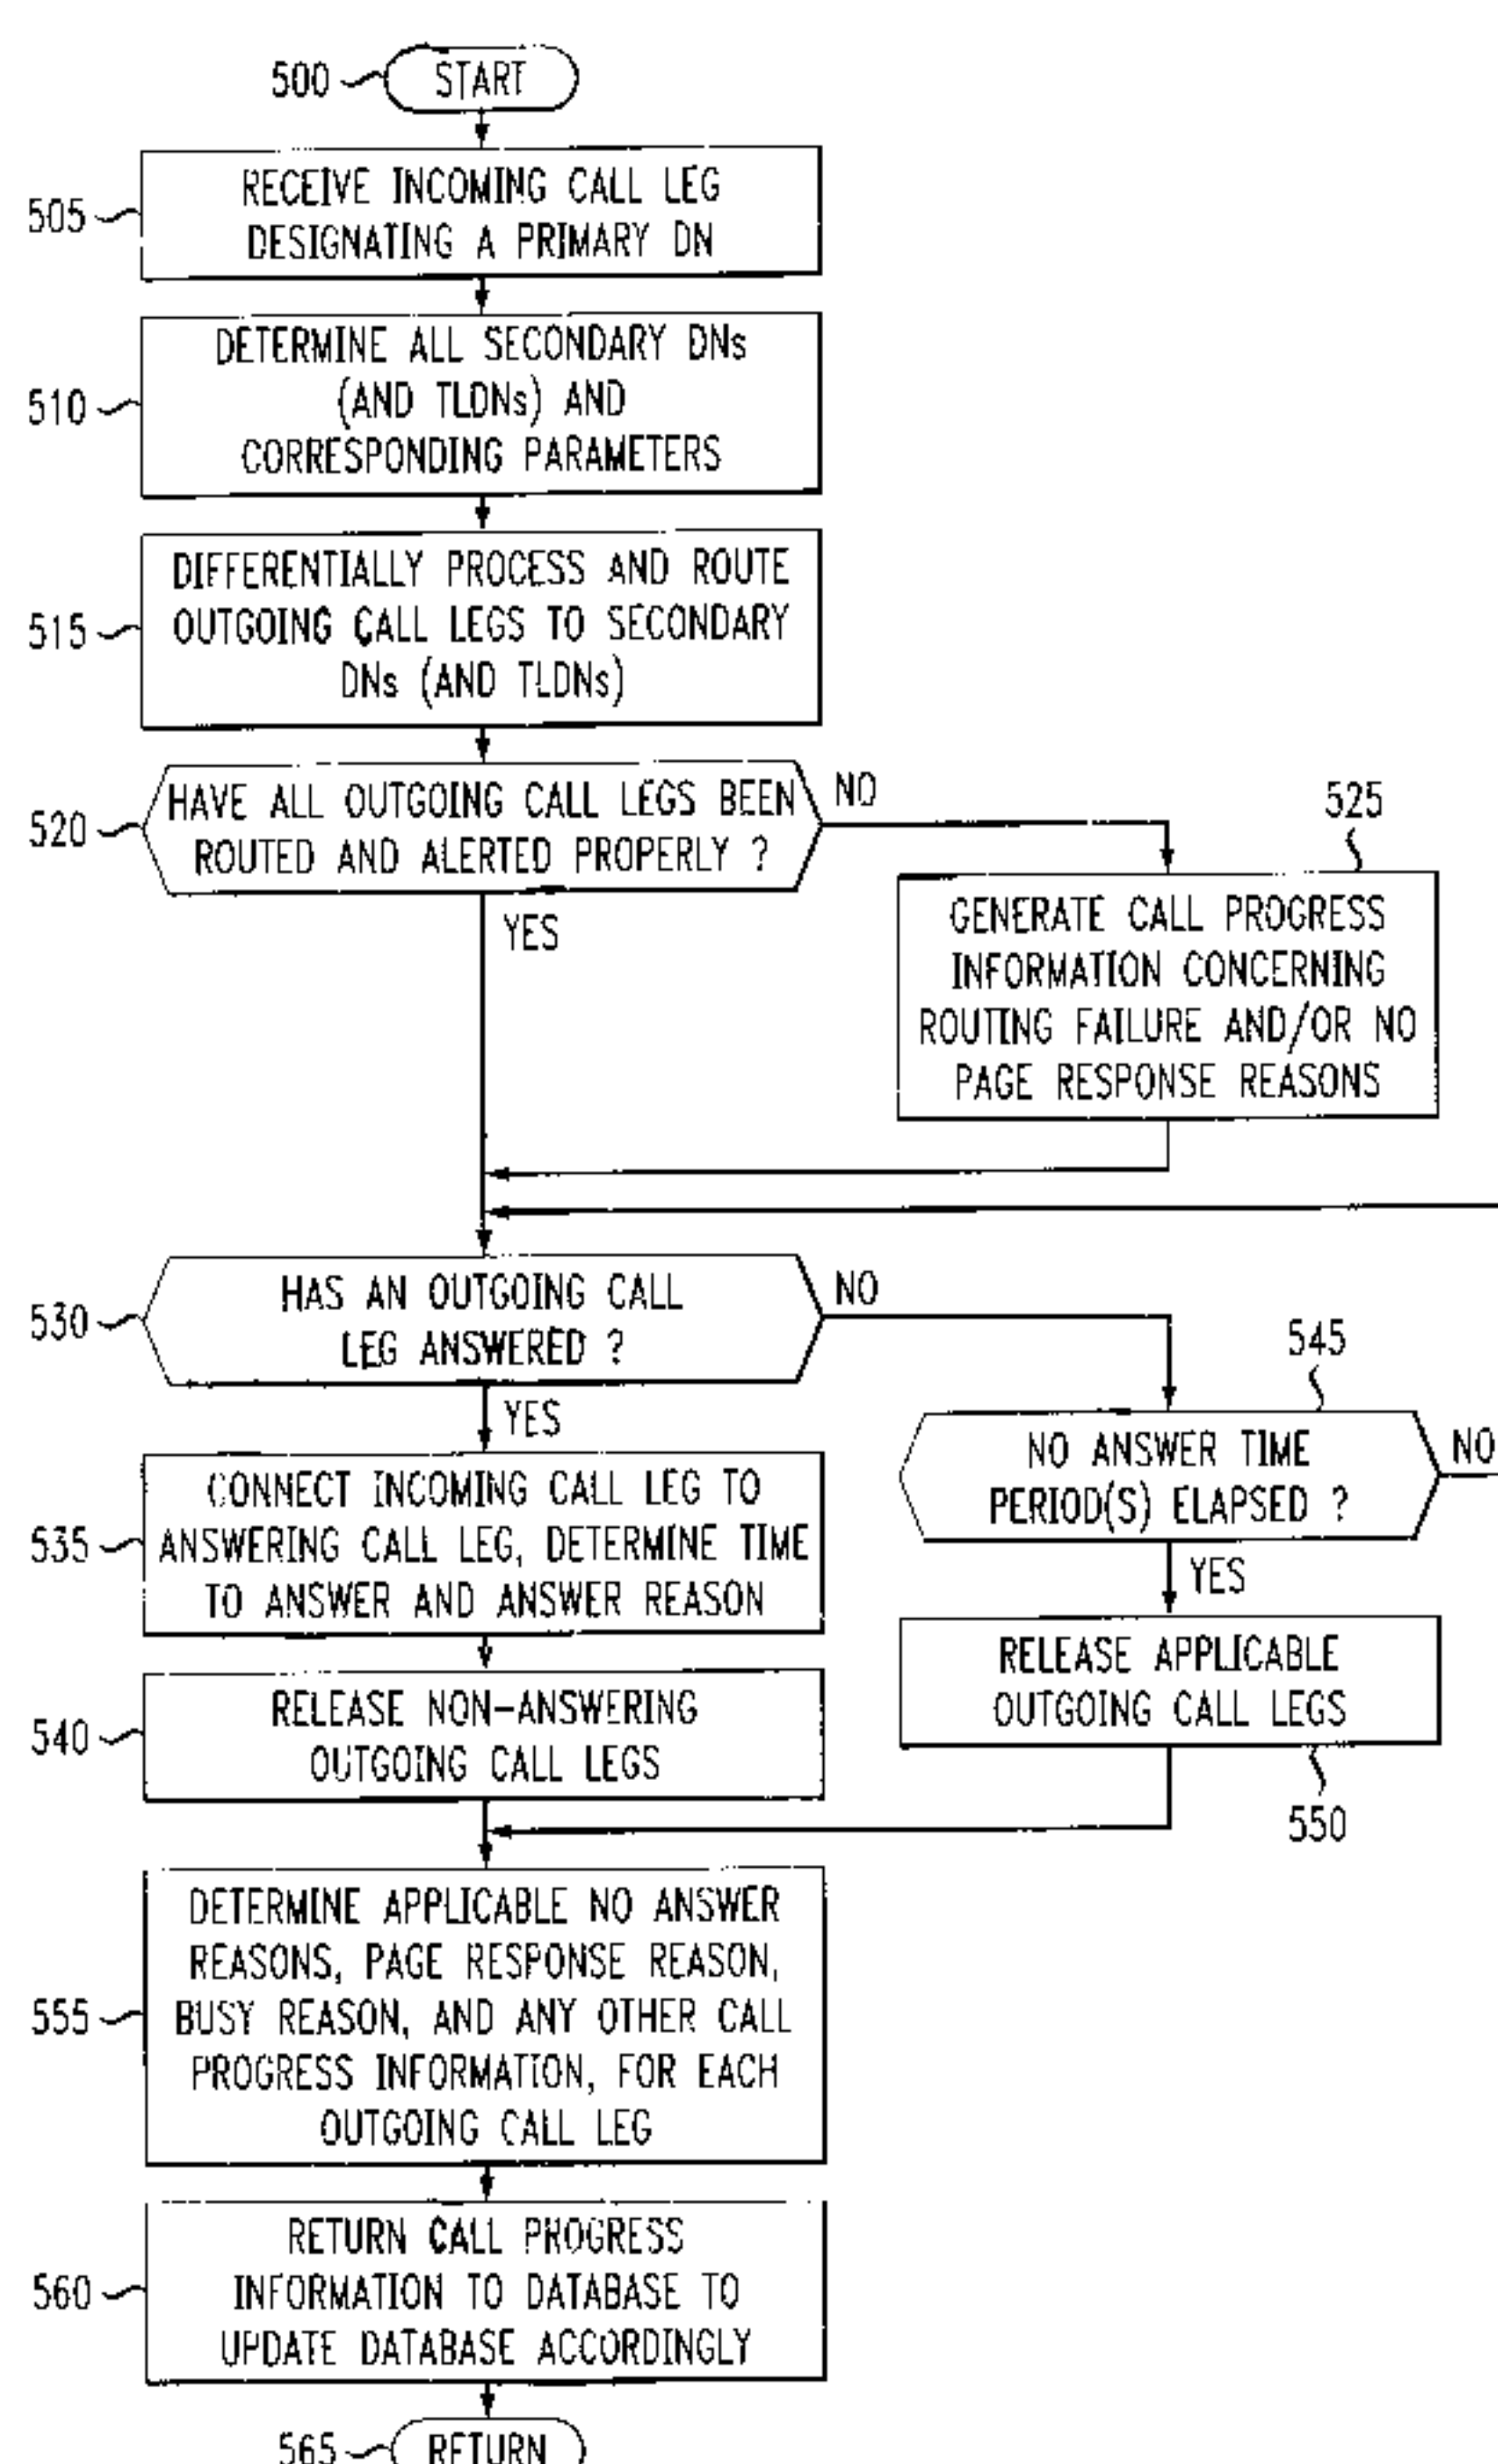 500
START
505
RECEIVE INCOMING CALL LEG
DESIGNATING A PRIMARY DN
510
DETERMINE ALL SECONDARY DNs
(AND TLDNs) AND
CORRESPONDING PARAMETERS
515
DIFFERENTIALLY PROCESS AND ROUTE
OUTGOING CALL LEGS TO SECONDARY
DNs (AND TLDNs)
520
HAVE ALL OUTGOING CALL LEGS BEEN
ROUTED AND ALERTED PROPERLY ?
NO
YES
525
GENERATE CALL PROGRESS
INFORMATION CONCERNING
ROUTING FAILURE AND/OR NO
PAGE RESPONSE REASONS
530
HAS AN OUTGOING CALL
LEG ANSWERED ?
NO
YES
545
NO ANSWER TIME
PERIOD(S) ELAPSED ?
NO
YES
535
CONNECT INCOMING CALL LEG TO
ANSWERING CALL LEG, DETERMINE TIME
TO ANSWER AND ANSWER REASON
540
RELEASE NON-ANSWERING
OUTGOING CALL LEGS
RELEASE APPLICABLE
OUTGOING CALL LEGS
550
555
DETERMINE APPLICABLE NO ANSWER
REASONS, PAGE RESPONSE REASON,
BUSY REASON, AND ANY OTHER CALL
PROGRESS INFORMATION, FOR EACH
OUTGOING CALL LEG
560
RETURN CALL PROGRESS
INFORMATION TO DATABASE TO
UPDATE DATABASE ACCORDINGLY
565
RETURN